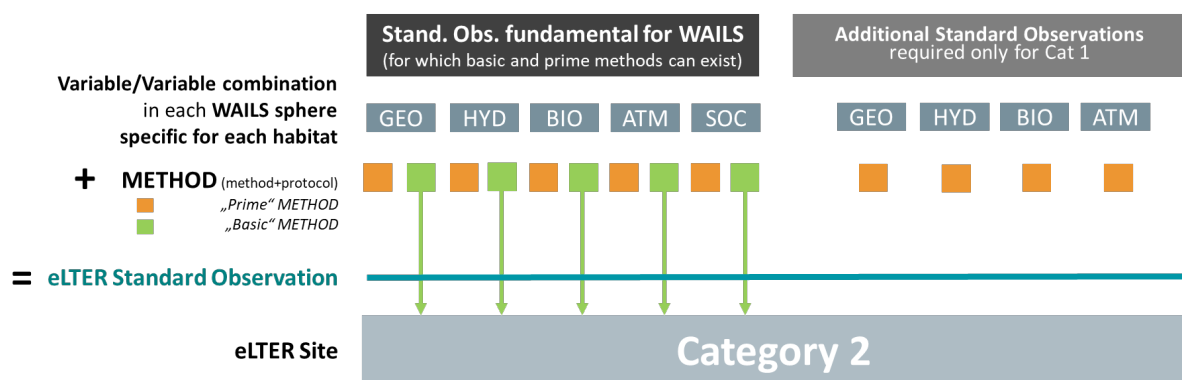 Stand. Obs. fundamental for WAILS
(for which basic and prime methods can exist)
Additional Standard Observations
required only for Cat 1
Variable/Variable combination
in each WAILS sphere
specific for each habitat
GEO HYD BIO ATM SOC
GEO HYD BIO ATM
+ METHOD (method+protocol)
„Prime“ METHOD
„Basic“ METHOD
= eLTER Standard Observation
eLTER Site
Category 2